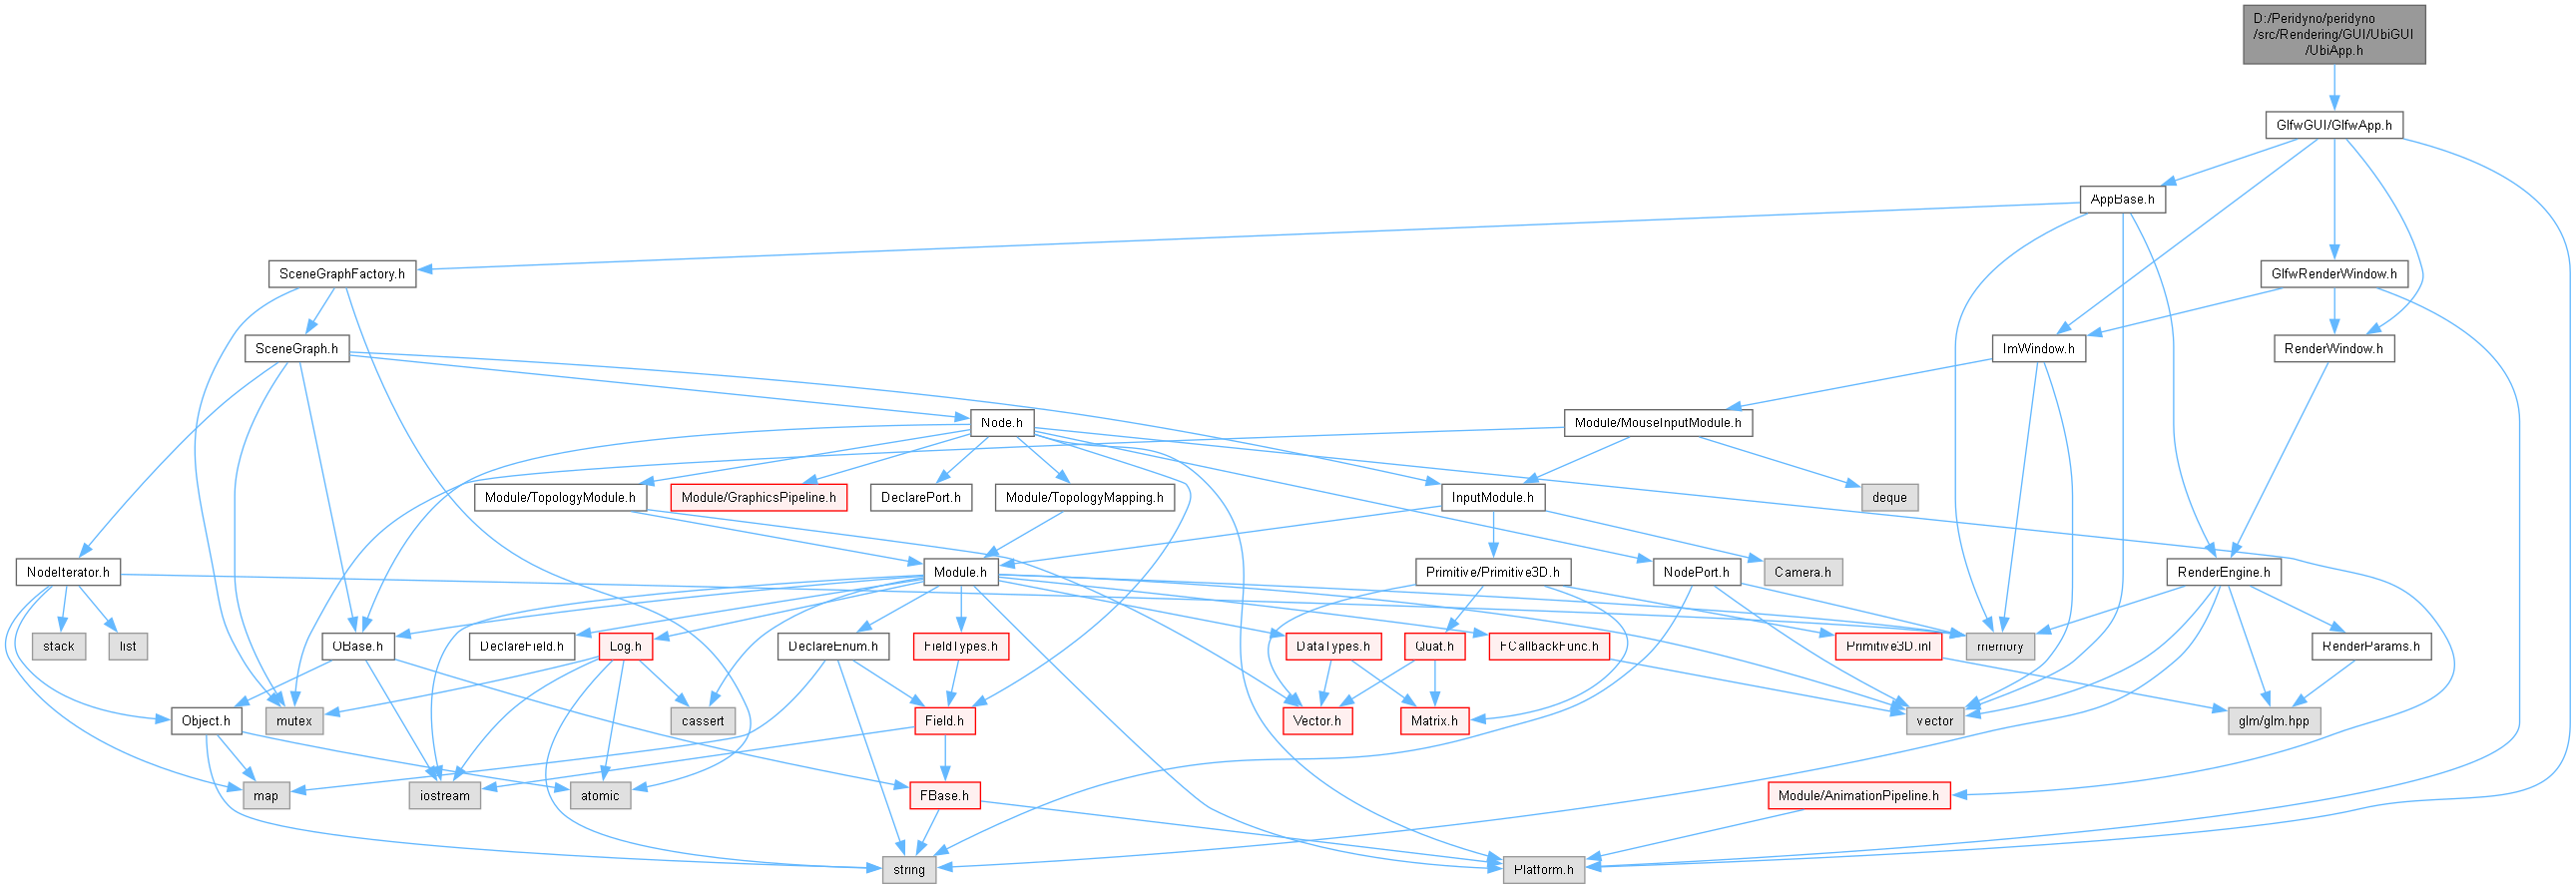 D:/Peridyno/peridyno
/src/Rendering/GUI/UbiGUI
/UbiApp.h
GlfwGUI/GlfwApp.h
AppBase.h
SceneGraphFactory.h
GlfwRenderWindow.h
SceneGraph.h
ImWindow.h
RenderWindow.h
Node.h
Module/MouseInputModule.h
Module/TopologyModule.h
Module/GraphicsPipeline.h
DeclarePort.h
Module/TopologyMapping.h
InputModule.h
deque
NodeIterator.h
Module.h
Primitive/Primitive3D.h
NodePort.h
Camera.h
RenderEngine.h
stack
list
OBase.h
DeclareField.h
Log.h
DeclareEnum.h
FieldTypes.h
DataTypes.h
Quat.h
FCallbackFunc.h
Primitive3D.inl
memory
RenderParams.h
Object.h
mutex
cassert
Field.h
Vector.h
Matrix.h
vector
glm/glm.hpp
map
iostream
atomic
FBase.h
Module/AnimationPipeline.h
string
Platform.h